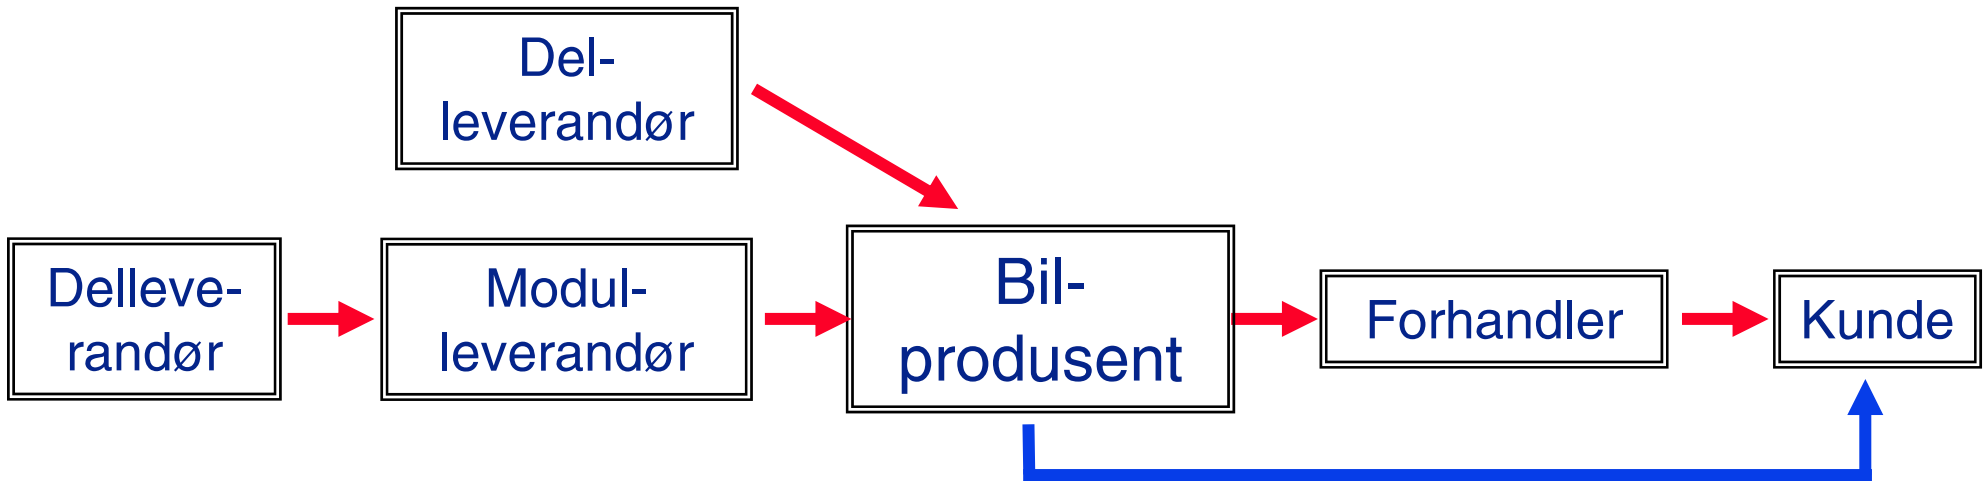 Del-
leverandør
Delleve-
randør
Modul-
leverandør
Bil-
produsent
Forhandler
Kunde